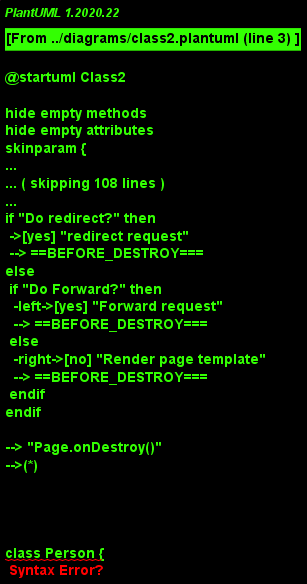 PlantUML 1.2020.22
[From ../diagrams/class2.plantuml (line 3) ]
@startuml Class2
hide empty methods
hide empty attributes
skinparam {
...
... ( skipping 108 lines )
...
if "Do redirect?" then
->[yes] "redirect request"
--> ==BEFORE_DESTROY===
else
if "Do Forward?" then
-left->[yes] "Forward request"
--> ==BEFORE_DESTROY===
else
-right->[no] "Render page template"
--> ==BEFORE_DESTROY===
endif
endif
--> "Page.onDestroy()"
-->(*)
class Person {
Syntax Error?